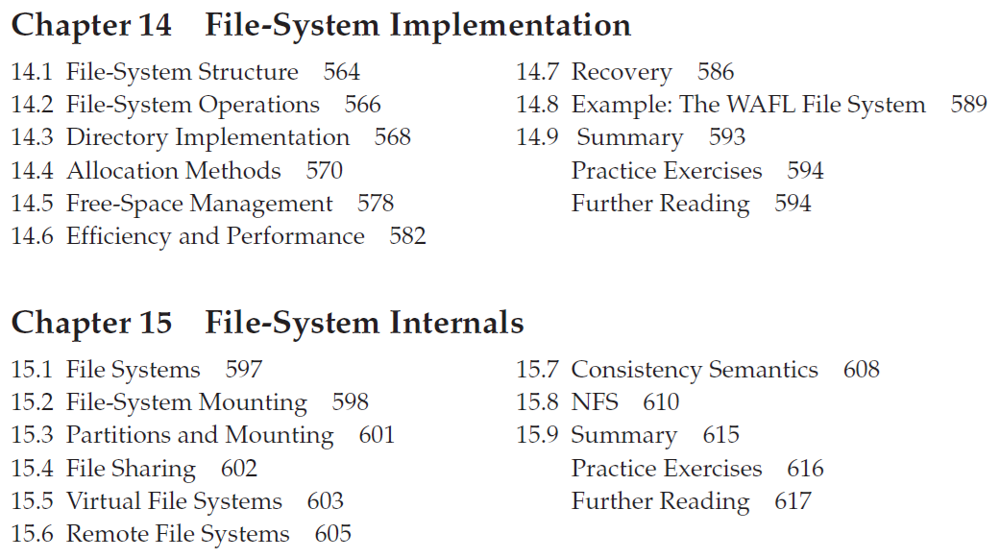 Chapter 14 File-System Implementation
14.1 File-System Structure 564
14.2 File-System Operations 566
14.3 Directory Implementation 568
14.4 Allocation Methods 570
14.5 Free-Space Management 578
14.6 Efficiency and Performance 582
14.7 Recovery 586
14.8 Example: The WAFL File System 589
14.9 Summary 593
Practice Exercises 594
Further Reading 594
Chapter 15 File-System Internals
15.1 File Systems 597
15.2 File-System Mounting 598
15.3 Partitions and Mounting 601
15.4 File Sharing 602
15.5 Virtual File Systems 603
15.6 Remote File Systems 605
15.7 Consistency Semantics 608
15.8 NFS 610
15.9 Summary 615
Practice Exercises 616
Further Reading 617